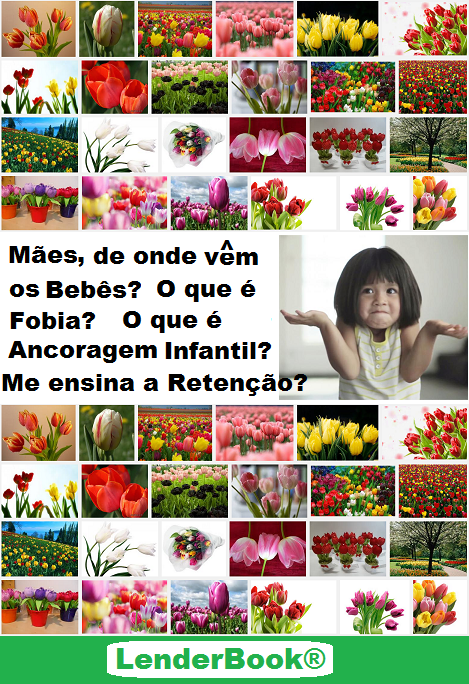 Mães, de onde vêm
os Bebês? O que é
Fobia? O que é
Ancoragem Infantil?
Me ensina a Retenção?
LenderBook®